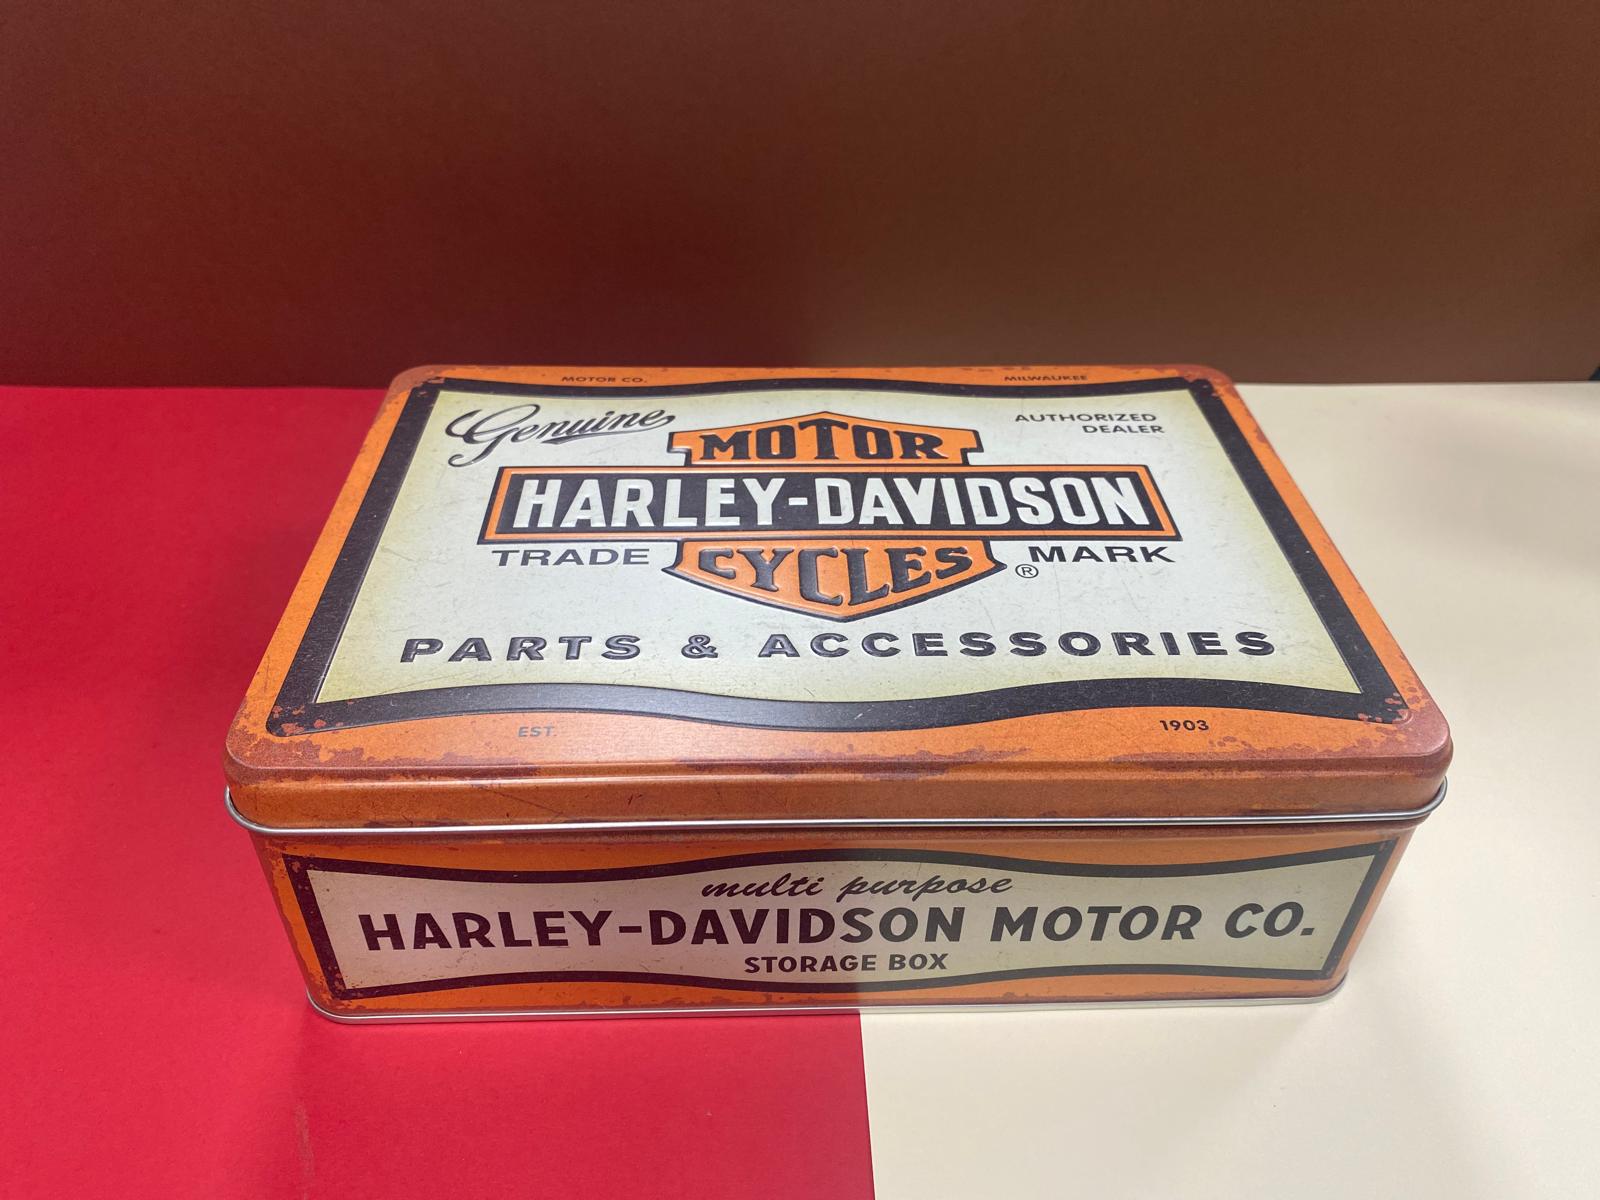 MOTOR CO. MILWAUKEE
Genuine
AUTHORIZED
DEALER
MOTOR
HARLEY-DAVIDSON
TRADE MARK
CYCLES
®
PARTS & ACCESSORIES
EST. 1903
multi purpose
HARLEY-DAVIDSON MOTOR CO.
STORAGE BOX